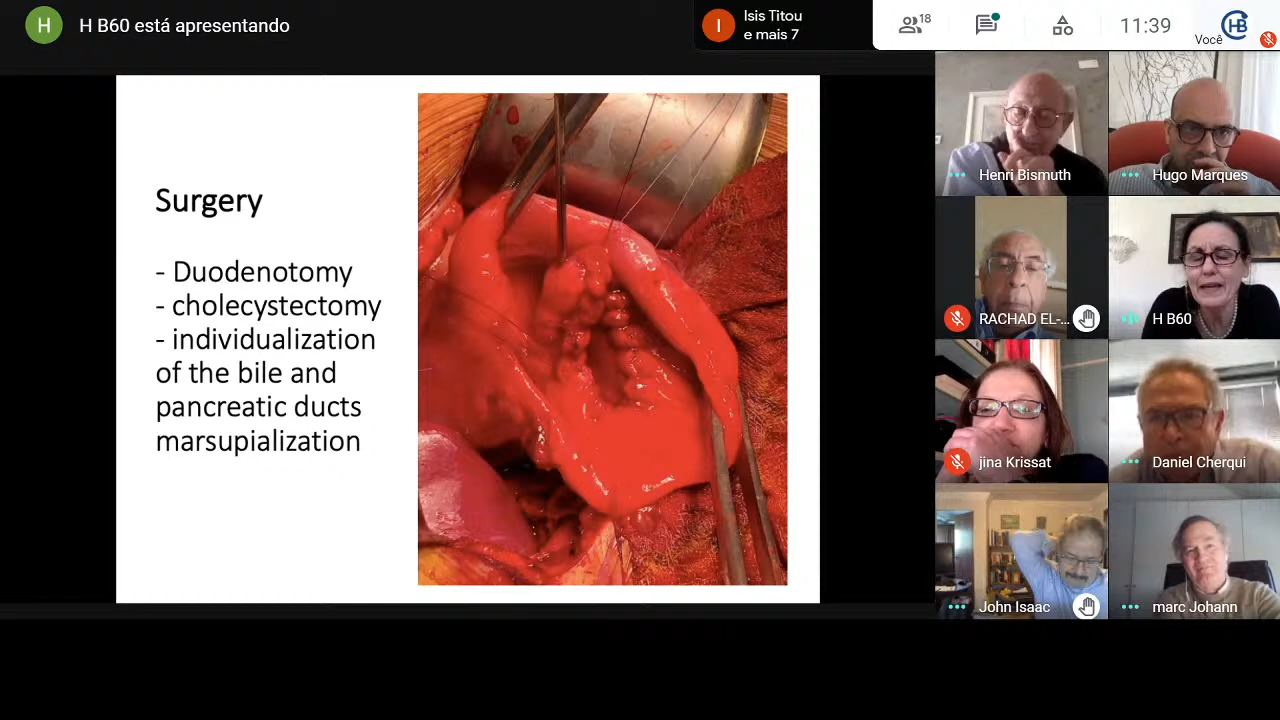 H
H B60 está apresentando
I
Isis Titou
e mais 7
18
11:39
Você
HB
Surgery
- Duodenotomy
- cholecystectomy
- individualization
of the bile and
pancreatic ducts
marsupialization
Henri Bismuth
Hugo Marques
RACHAD EL-...
H B60
jina Krissat
Daniel Cherqui
John Isaac
marc Johann